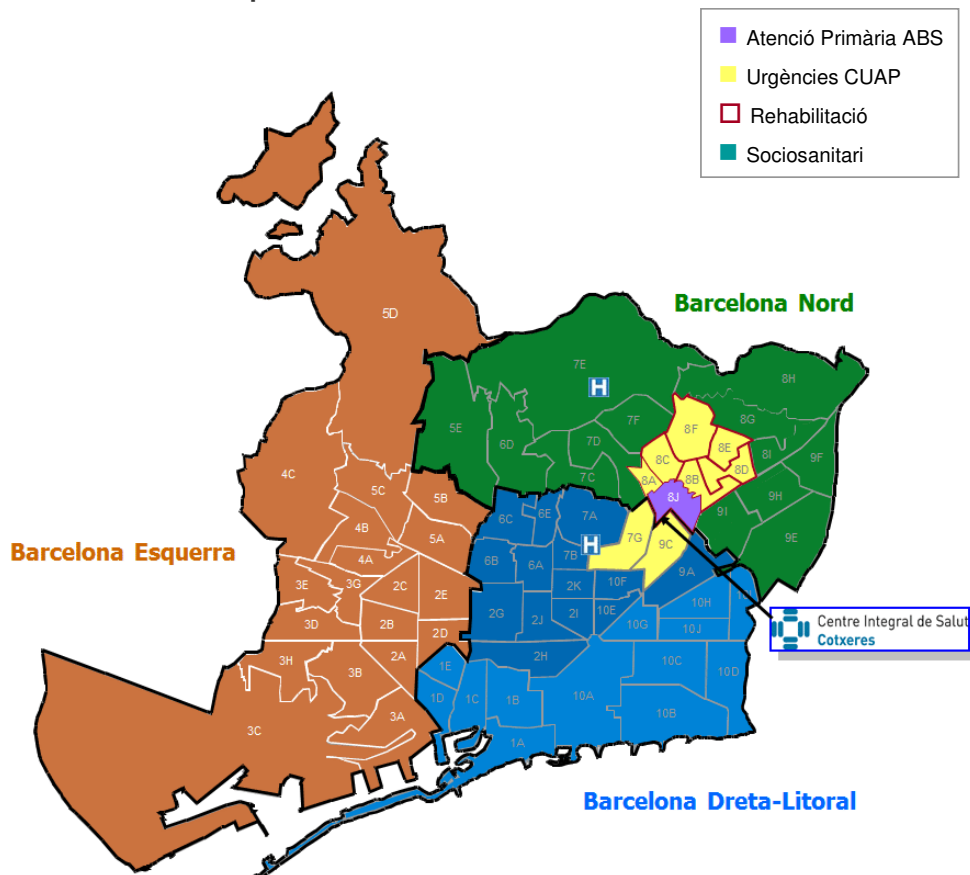 Atenció Primària ABS
Urgències CUAP
Rehabilitació
Sociosanitari
Barcelona Nord
5D
7E
8H
H
5E
6D
7F
8G
8F
7D
8E
8I
9F
8C
8D
4C
7C
8A
8B
5C
5B
8J
9H
6C
6E
7A
9I
4B
5A
7G
9C
9E
Barcelona Esquerra
4A
6B
6A
7B
H
9A
3E
3G
2C
2E
2K
10F
10H
2G
2J
2I
10E
3D
2B
2D
10G
10J
Centre Integral de Salut
Cotxeres
3H
2A
1E
2H
3B
10C
10D
1D
1C
1B
10A
3C
3A
10B
1A
Barcelona Dreta-Litoral